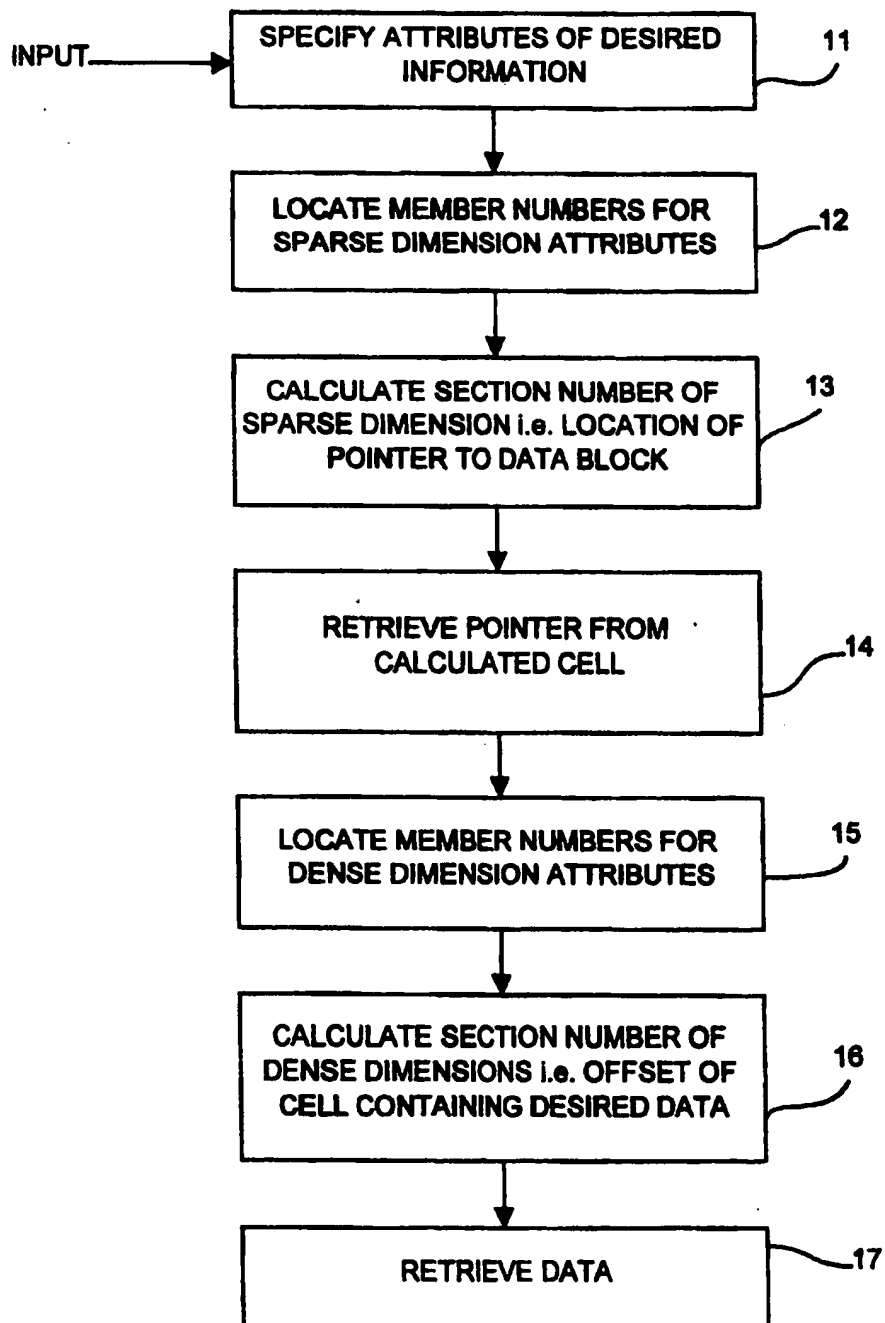 INPUT
SPECIFY ATTRIBUTES OF DESIRED
INFORMATION
11
LOCATE MEMBER NUMBERS FOR
SPARSE DIMENSION ATTRIBUTES
12
CALCULATE SECTION NUMBER OF
SPARSE DIMENSION i.e. LOCATION OF
POINTER TO DATA BLOCK
13
RETRIEVE POINTER FROM
CALCULATED CELL
14
LOCATE MEMBER NUMBERS FOR
DENSE DIMENSION ATTRIBUTES
15
CALCULATE SECTION NUMBER OF
DENSE DIMENSIONS i.e. OFFSET OF
CELL CONTAINING DESIRED DATA
16
RETRIEVE DATA
17